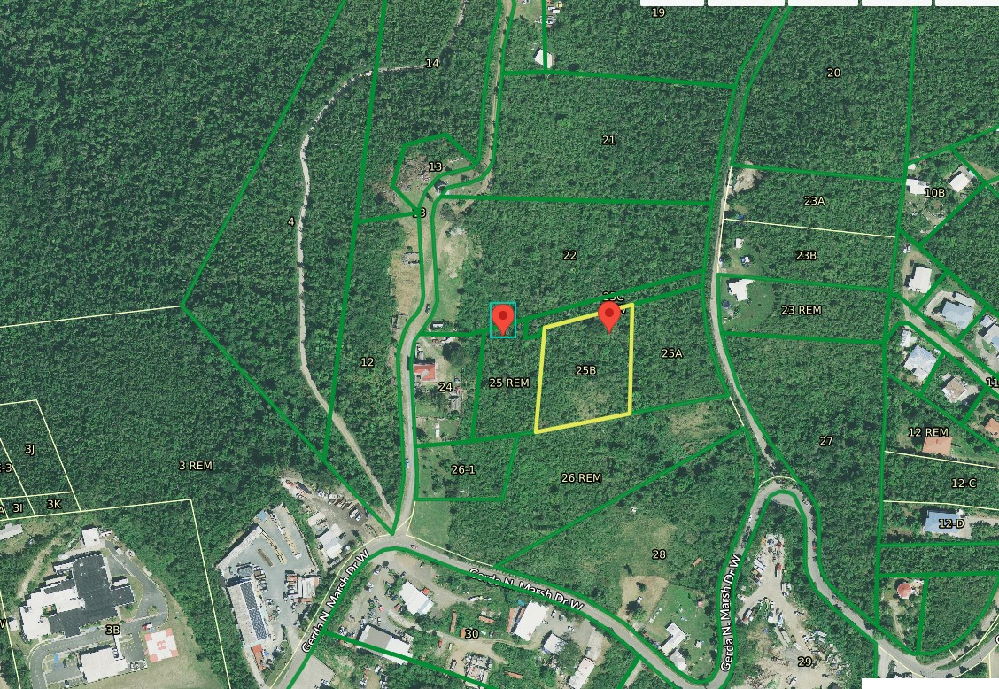 19
14
20
21
13
10B
23A
4
22
23B
23 REM
12
25B
25A
24
25 REM
12 REM
27
3J
3 REM
26-1
26 REM
12-C
3I
3K
12-D
28
Gerda N. Marsh Dr W
Gerda N. Marsh Dr W
Gerda N. Marsh Dr W
3B
30
29